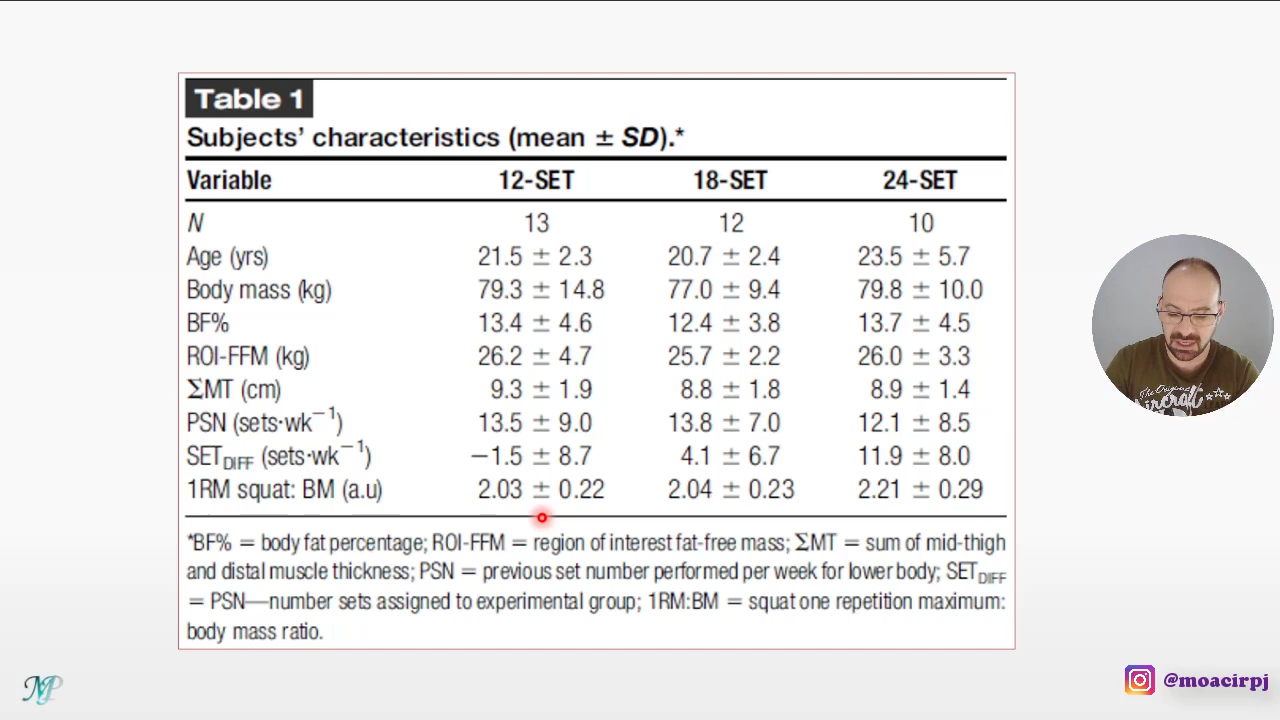 Table 1
Subjects' characteristics (mean ± SD).*
Variable 12-SET 18-SET 24-SET
N 13 12 10
Age (yrs) 21.5 ± 2.3 20.7 ± 2.4 23.5 ± 5.7
Body mass (kg) 79.3 ± 14.8 77.0 ± 9.4 79.8 ± 10.0
BF% 13.4 ± 4.6 12.4 ± 3.8 13.7 ± 4.5
ROI-FFM (kg) 26.2 ± 4.7 25.7 ± 2.2 26.0 ± 3.3
ΣMT (cm) 9.3 ± 1.9 8.8 ± 1.8 8.9 ± 1.4
PSN (sets·wk−1) 13.5 ± 9.0 13.8 ± 7.0 12.1 ± 8.5
SETDIFF (sets·wk−1) −1.5 ± 8.7 4.1 ± 6.7 11.9 ± 8.0
1RM squat: BM (a.u) 2.03 ± 0.22 2.04 ± 0.23 2.21 ± 0.29
*BF% = body fat percentage; ROI-FFM = region of interest fat-free mass; ΣMT = sum of mid-thigh
and distal muscle thickness; PSN = previous set number performed per week for lower body; SETDIFF
= PSN—number sets assigned to experimental group; 1RM:BM = squat one repetition maximum:
body mass ratio.
The Original
Aircraft
MP
@moacirpj